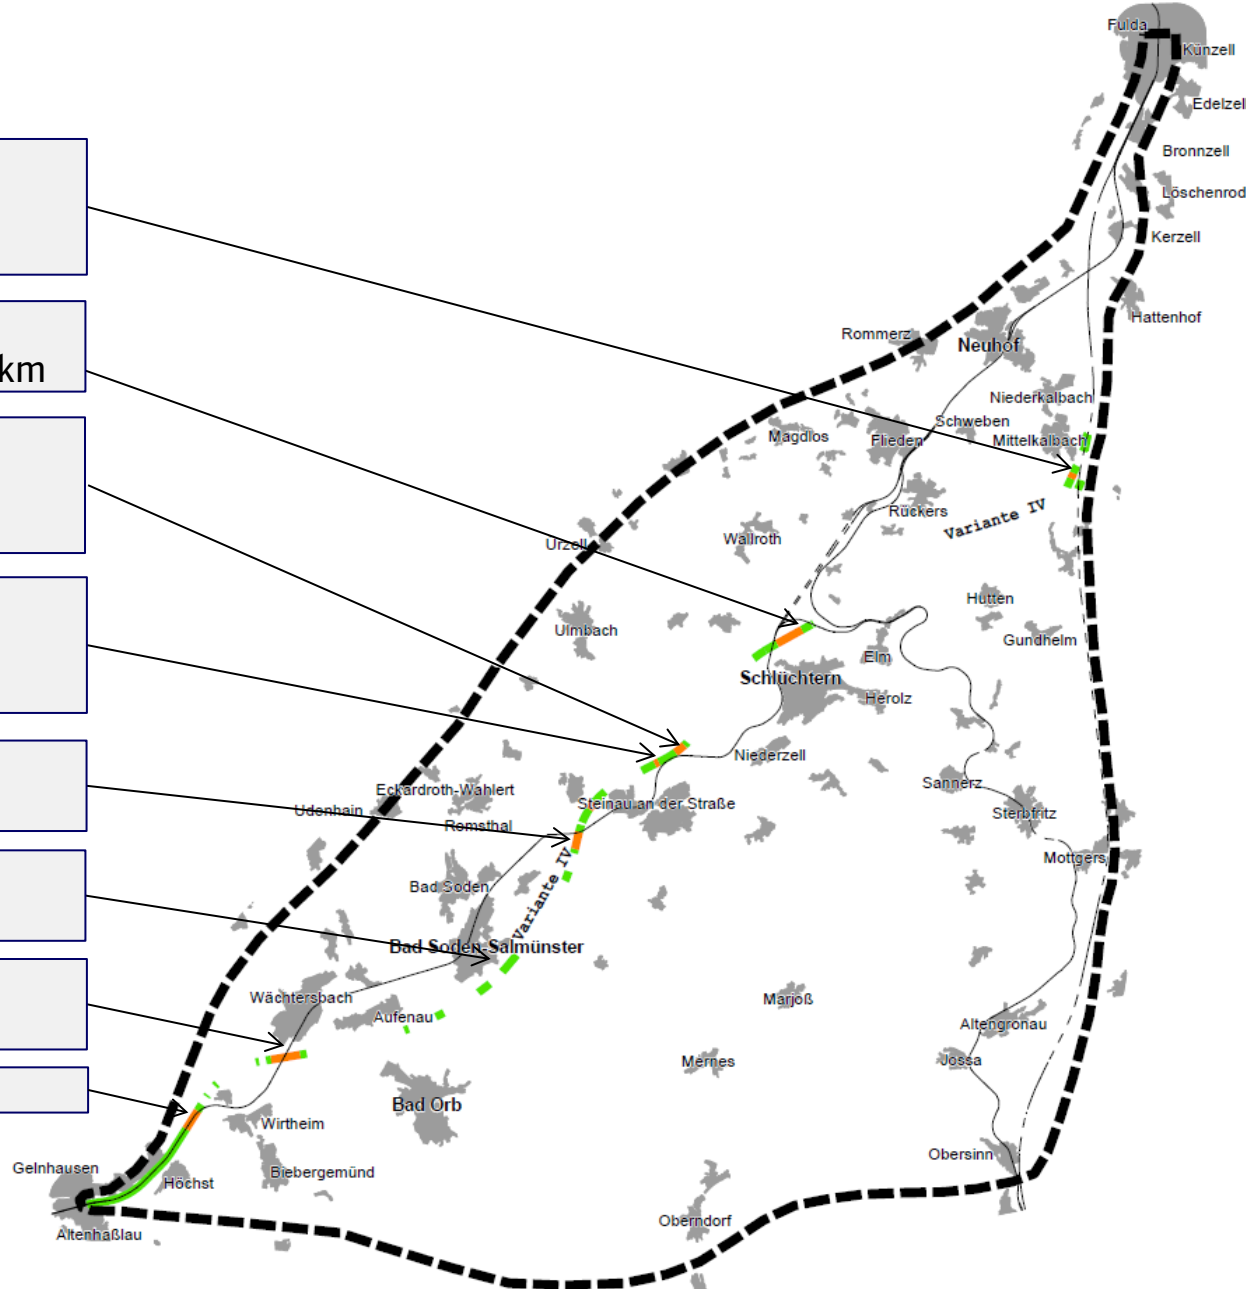 Fulda
Künzell
Edelzell
Bronnzell
Löschenrod
Kerzell
Hattenhof
Rommerz
Neuhof
km
Niederkalbach
Schweben
Magdlos
Flieden
Mittelkalbach
Rückers
Variante IV
Wallroth
Urzell
Hutten
Ulmbach
Gundhelm
Elm
Schlüchtern
Herolz
Niederzell
Sannerz
Eckardroth-Wahlert
Steinau an der Straße
Udenhain
Sterbfritz
Romsthal
Mottgers
Bad Soden
Variante IV
Bad Soden-Salmünster
Wächtersbach
Marjoß
Aufenau
Altengronau
Mernes
Jossa
Bad Orb
Wirtheim
Obersinn
Gelnhausen
Biebergemünd
Höchst
Oberndorf
Altenhaßlau